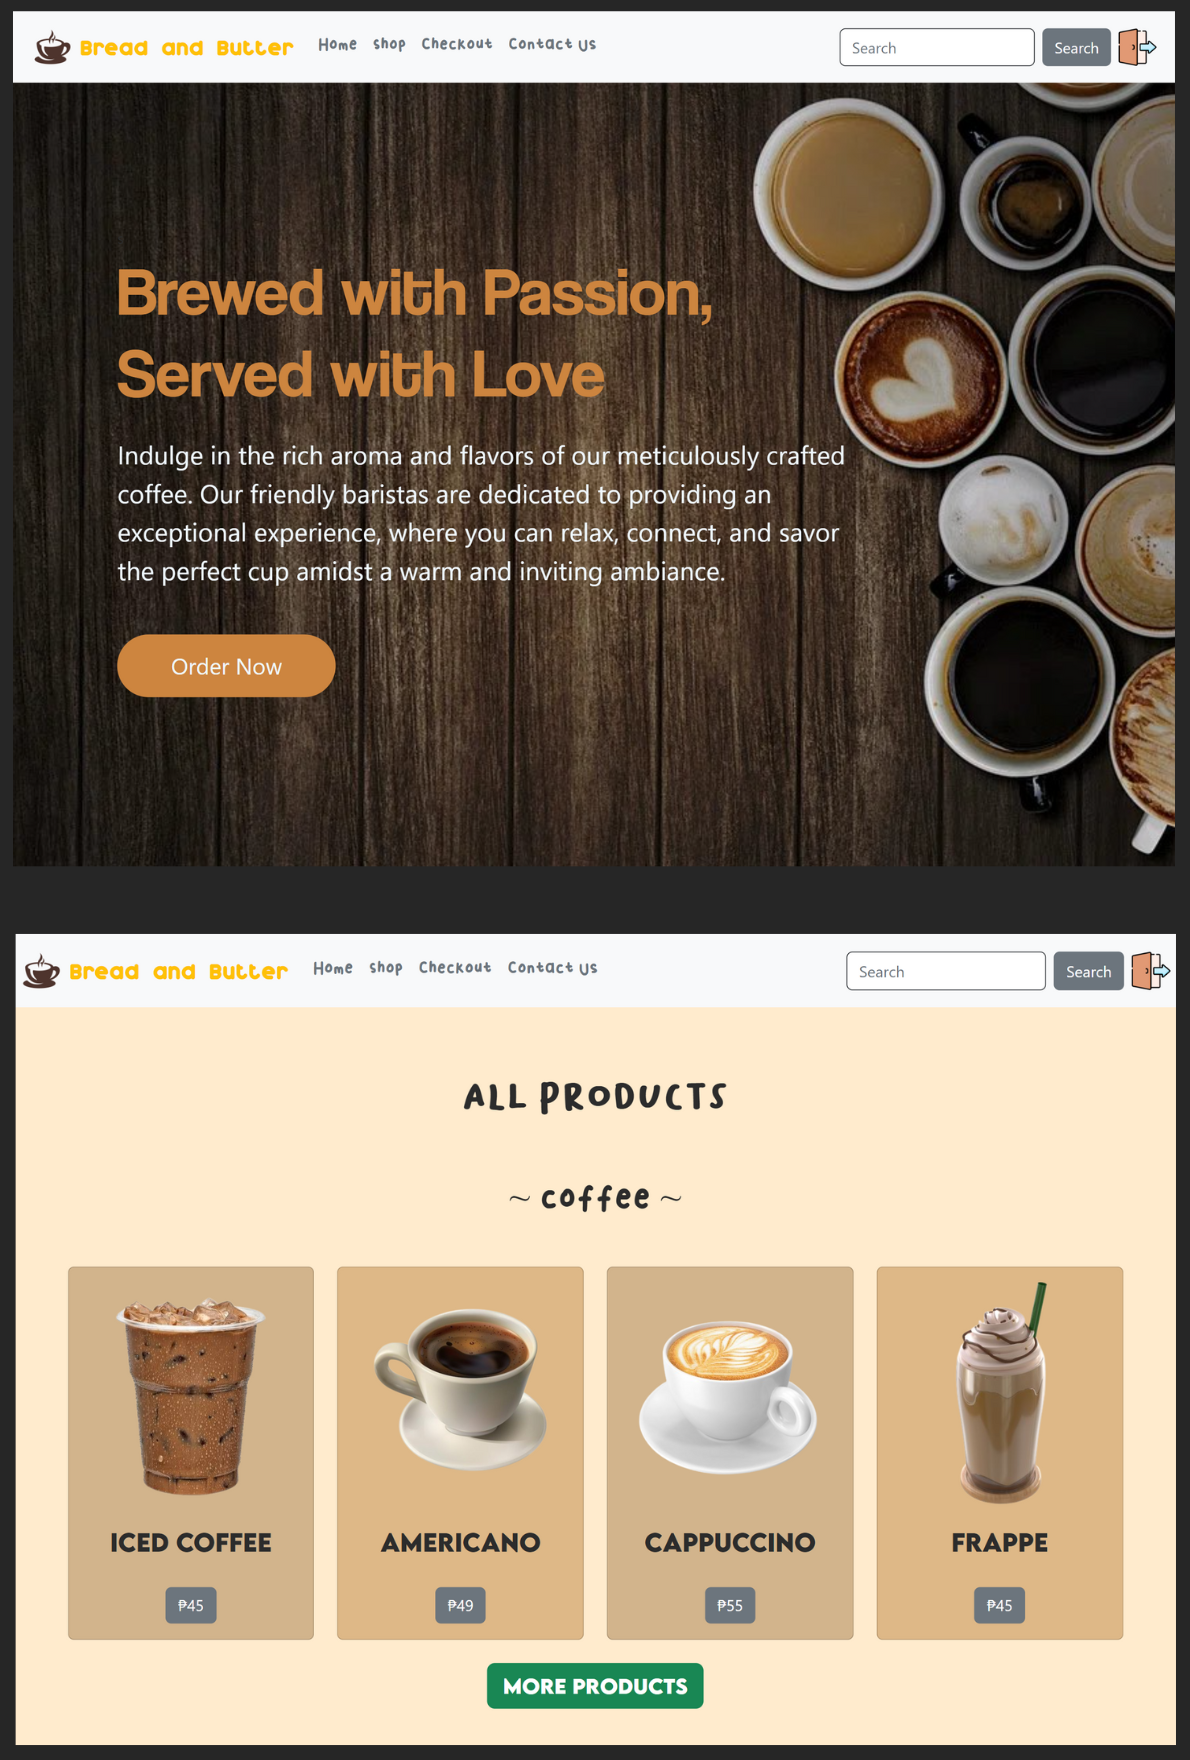 Bread and Butter Home shop Checkout Contact Us Search Search
Brewed with Passion,
Served with Love
Indulge in the rich aroma and flavors of our meticulously crafted
coffee. Our friendly baristas are dedicated to providing an
exceptional experience, where you can relax, connect, and savor
the perfect cup amidst a warm and inviting ambiance.
Order Now
Bread and Butter Home shop Checkout Contact Us Search Search
ALL PRODUCTS
~ coffee ~
ICED COFFEE AMERICANO CAPPUCCINO FRAPPE
₱45 ₱49 ₱55 ₱45
MORE PRODUCTS